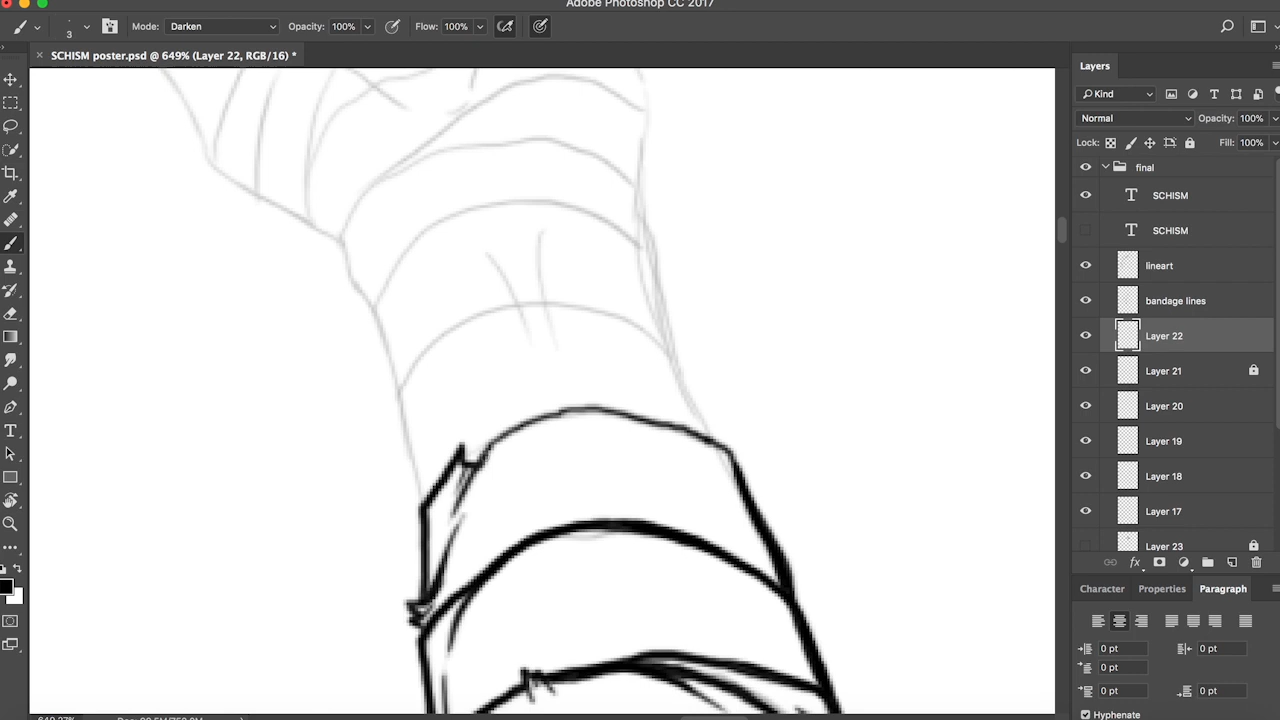 Adobe Photoshop CC 2017
3 Mode: Darken Opacity: 100% Flow: 100%
× SCHISM poster.psd @ 649% (Layer 22, RGB/16) *
Layers
Kind
Normal Opacity: 100%
Lock: Fill: 100%
final
T SCHISM
T SCHISM
lineart
bandage lines
Layer 22
Layer 21
Layer 20
Layer 19
Layer 18
Layer 17
Layer 23
fx
Character Properties Paragraph
0 pt 0 pt
0 pt
0 pt 0 pt
Hyphenate